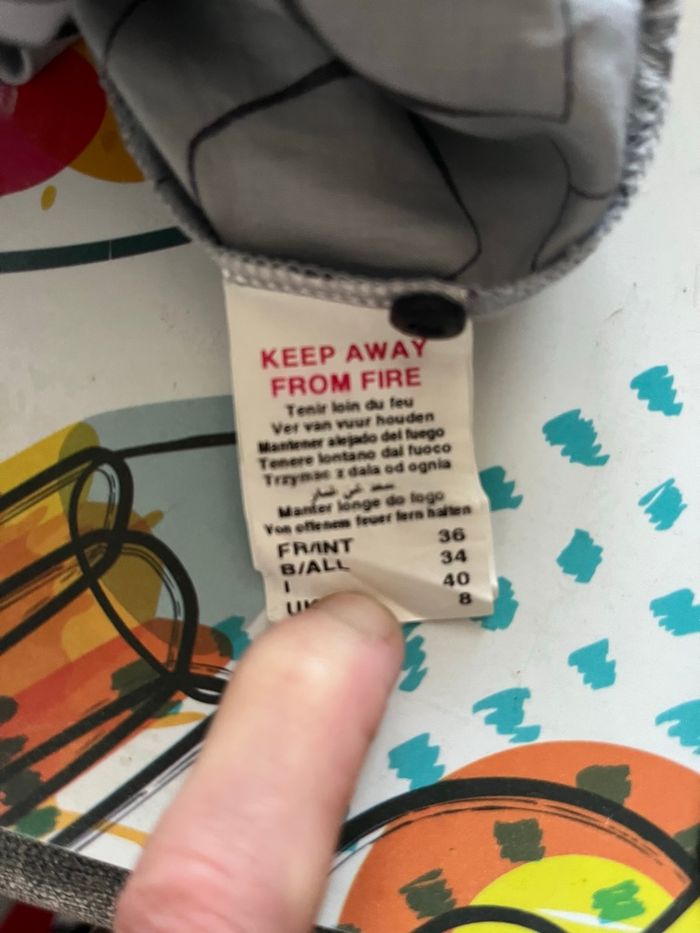 KEEP AWAY
FROM FIRE
Tenir loin du feu
Ver van vuur houden
Mantener alejado del fuego
Tenere lontano dal fuoco
Trzymac z dala od ognia
Manter longe do fogo
Von offenem feuer fern halten
FR/INT 36
B/ALL 34
I 40
UK 8